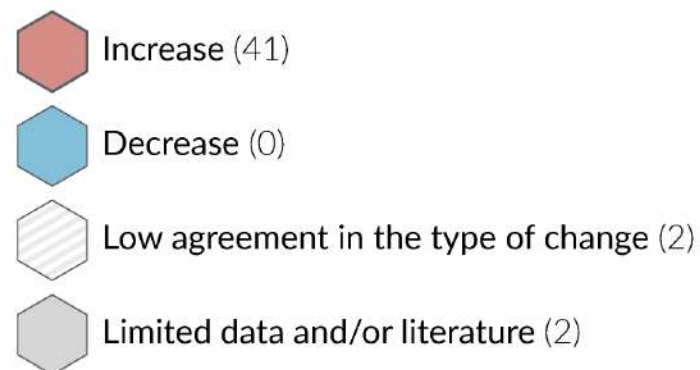 Increase (41)
Decrease (0)
Low agreement in the type of change (2)
Limited data and/or literature (2)